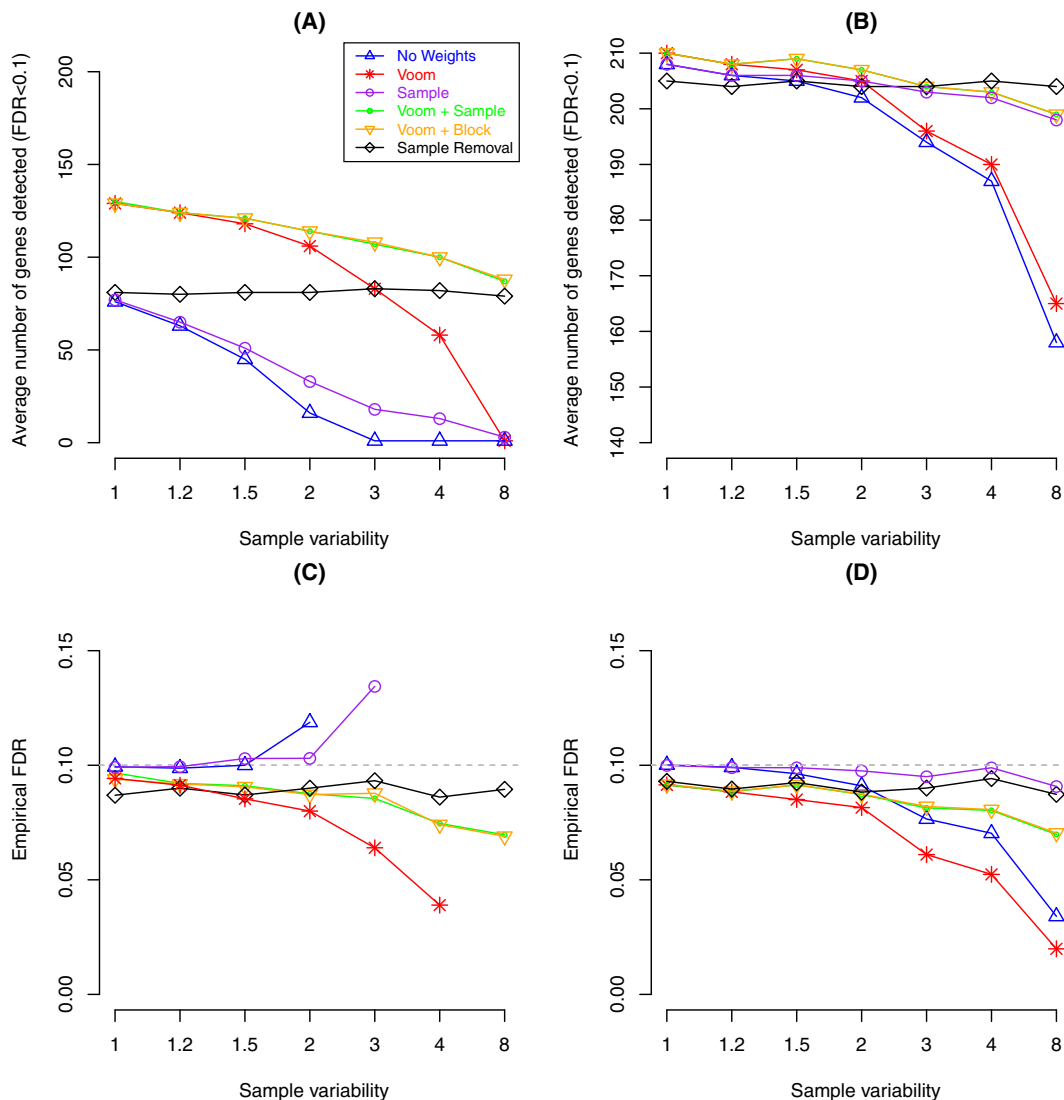 (A)
Average number of genes detected (FDR<0.1)
200
150
100
50
0
No Weights
Voom
Sample
Voom + Sample
Voom + Block
Sample Removal
1 1.2 1.5 2 3 4 8
Sample variability
(B)
Average number of genes detected (FDR<0.1)
210
200
190
180
170
160
150
140
1 1.2 1.5 2 3 4 8
Sample variability
(C)
Empirical FDR
0.15
0.10
0.05
0.00
1 1.2 1.5 2 3 4 8
Sample variability
(D)
Empirical FDR
0.15
0.10
0.05
0.00
1 1.2 1.5 2 3 4 8
Sample variability